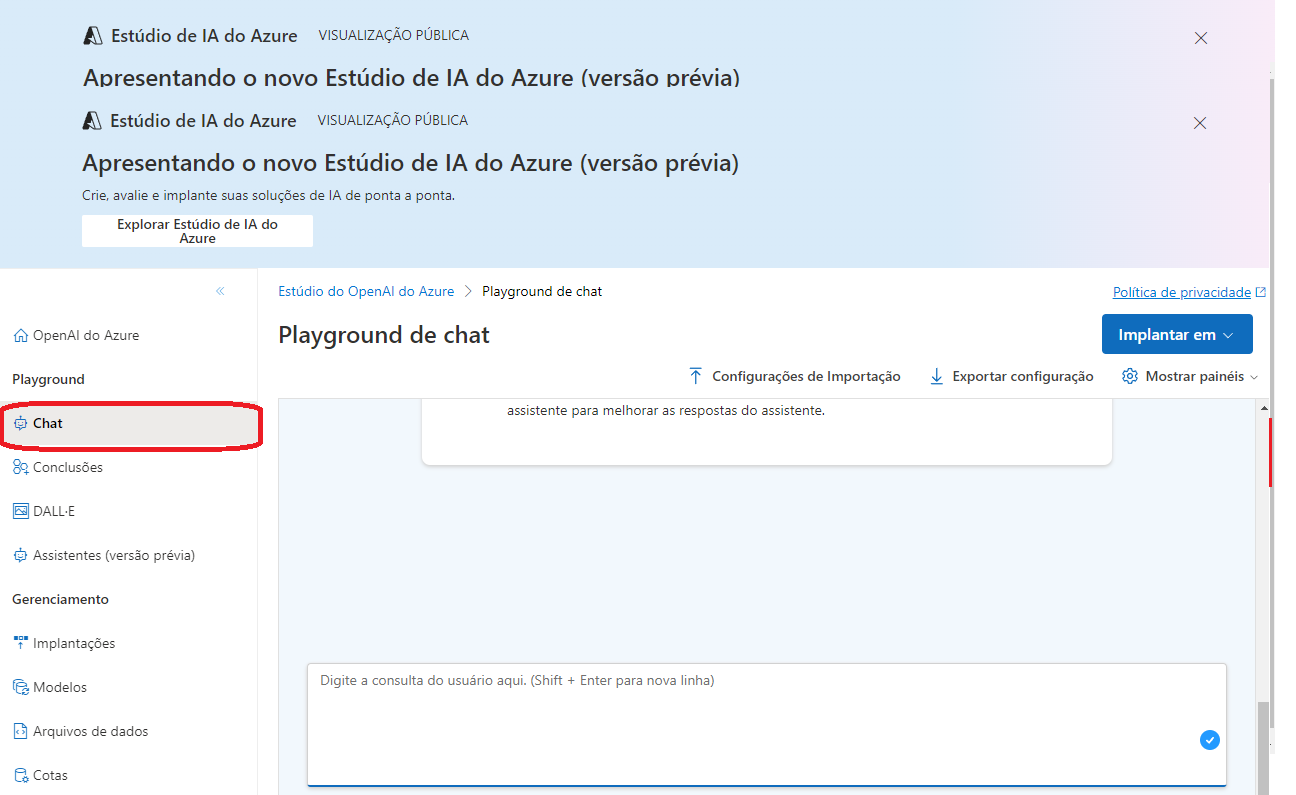 Estúdio de IA do Azure VISUALIZAÇÃO PÚBLICA
Apresentando o novo Estúdio de IA do Azure (versão prévia)
Estúdio de IA do Azure VISUALIZAÇÃO PÚBLICA
Apresentando o novo Estúdio de IA do Azure (versão prévia)
Crie, avalie e implante suas soluções de IA de ponta a ponta.
Explorar Estúdio de IA do
Azure
Estúdio do OpenAI do Azure > Playground de chat
Política de privacidade
OpenAI do Azure
Playground
Chat
Conclusões
DALL·E
Assistentes (versão prévia)
Gerenciamento
Implantações
Modelos
Arquivos de dados
Cotas
Playground de chat
Implantar em
Configurações de Importação
Exportar configuração
Mostrar painéis
assistente para melhorar as respostas do assistente.
Digite a consulta do usuário aqui. (Shift + Enter para nova linha)